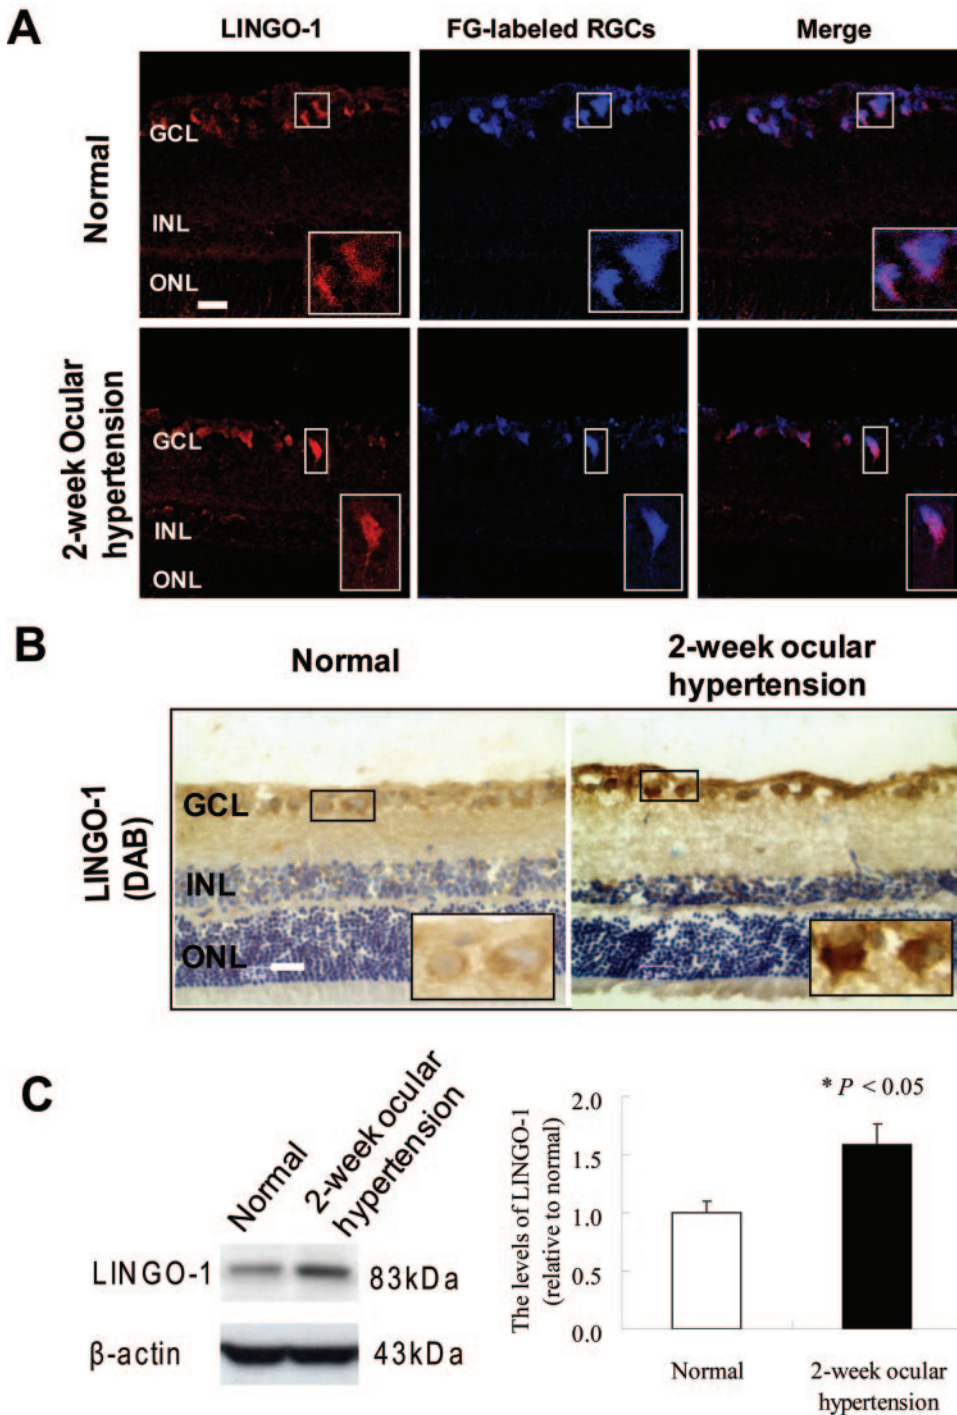 A
LINGO-1
FG-labeled RGCs
Merge
Normal
GCL
INL
ONL
2-week Ocular
hypertension
GCL
INL
ONL
B
Normal
2-week ocular
hypertension
LINGO-1
(DAB)
GCL
INL
ONL
C
Normal
2-week ocular
hypertension
LINGO-1
83kDa
β-actin
43kDa
* P < 0.05
The levels of LINGO-1
(relative to normal)
2.0
1.5
1.0
0.5
0.0
Normal
2-week ocular
hypertension